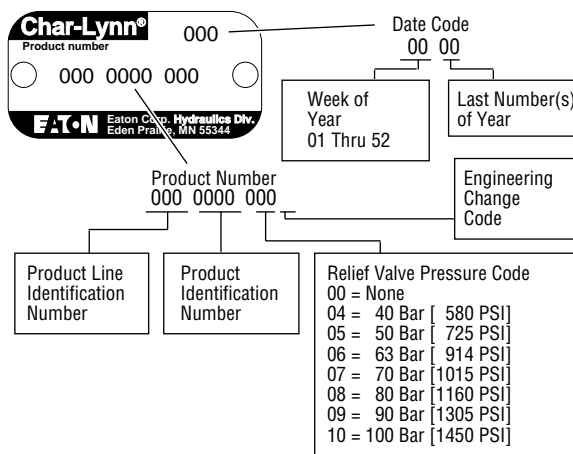 Char-Lynn®
Product number
000
000 0000 000
EATON Eaton Corp. Hydraulics Div.
Eden Prairie, MN 55344
Date Code
00 00
Week of
Year
01 Thru 52
Last Number(s)
of Year
Product Number
000 0000 000
Engineering
Change
Code
Product Line
Identification
Number
Product
Identification
Number
Relief Valve Pressure Code
00 = None
04 = 40 Bar [ 580 PSI]
05 = 50 Bar [ 725 PSI]
06 = 63 Bar [ 914 PSI]
07 = 70 Bar [1015 PSI]
08 = 80 Bar [1160 PSI]
09 = 90 Bar [1305 PSI]
10 = 100 Bar [1450 PSI]